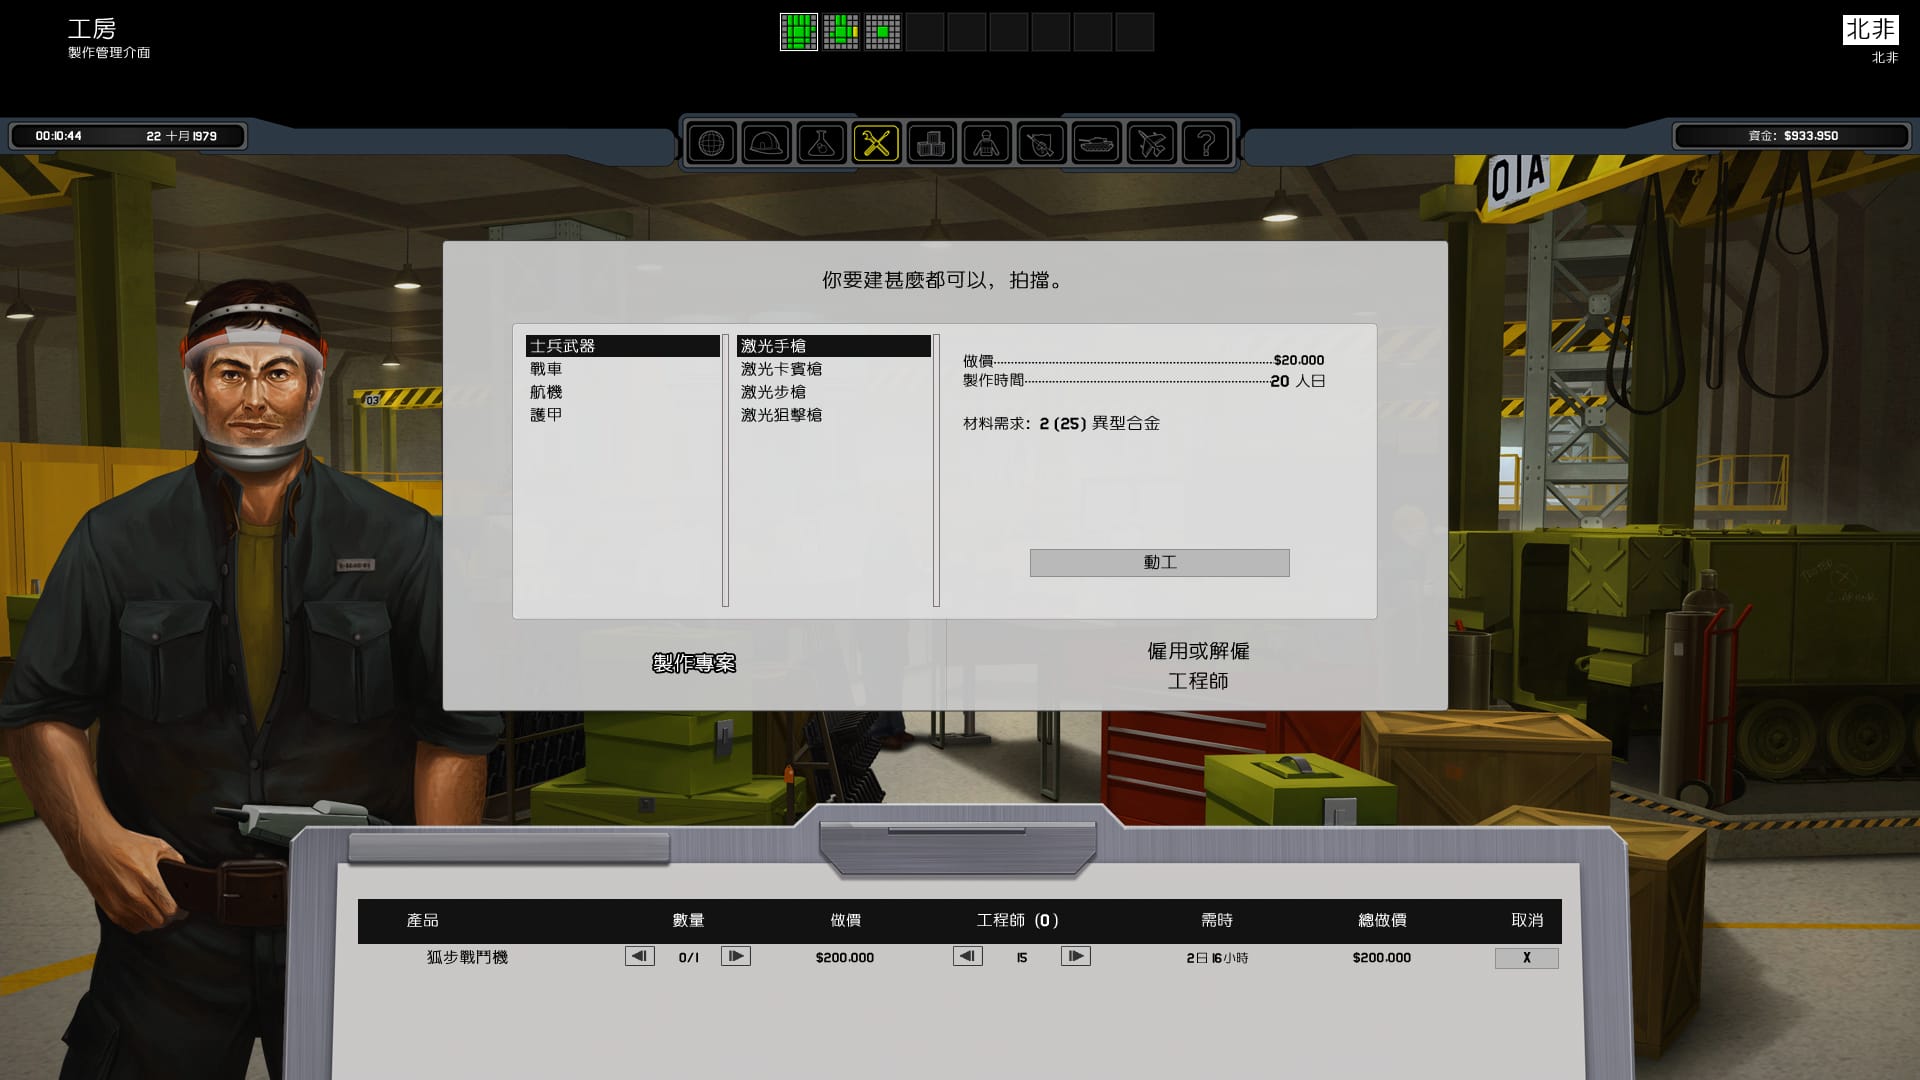 工房
製作管理介面
北非
北非
00:10:44
22 十月 1979
資金: $933,950
01A
03
你要建甚麼都可以，拍擋。
士兵武器
戰車
航機
護甲
激光手槍
激光卡賓槍
激光步槍
激光狙擊槍
做價 $20,000
製作時間 20 人日
材料需求: 2 (25) 異型合金
動工
製作專案
僱用或解僱
工程師
產品 數量 做價 工程師 (0) 需時 總做價 取消
狐步戰鬥機 0/1 $200,000 15 2日 16小時 $200,000 X